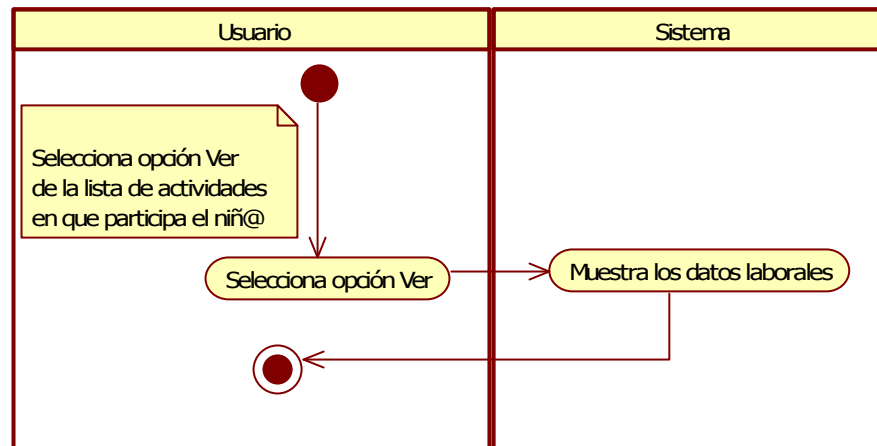 Usuario
Sistema
Selecciona opción Ver
de la lista de actividades
en que participa el niñ@
Selecciona opción Ver
Muestra los datos laborales